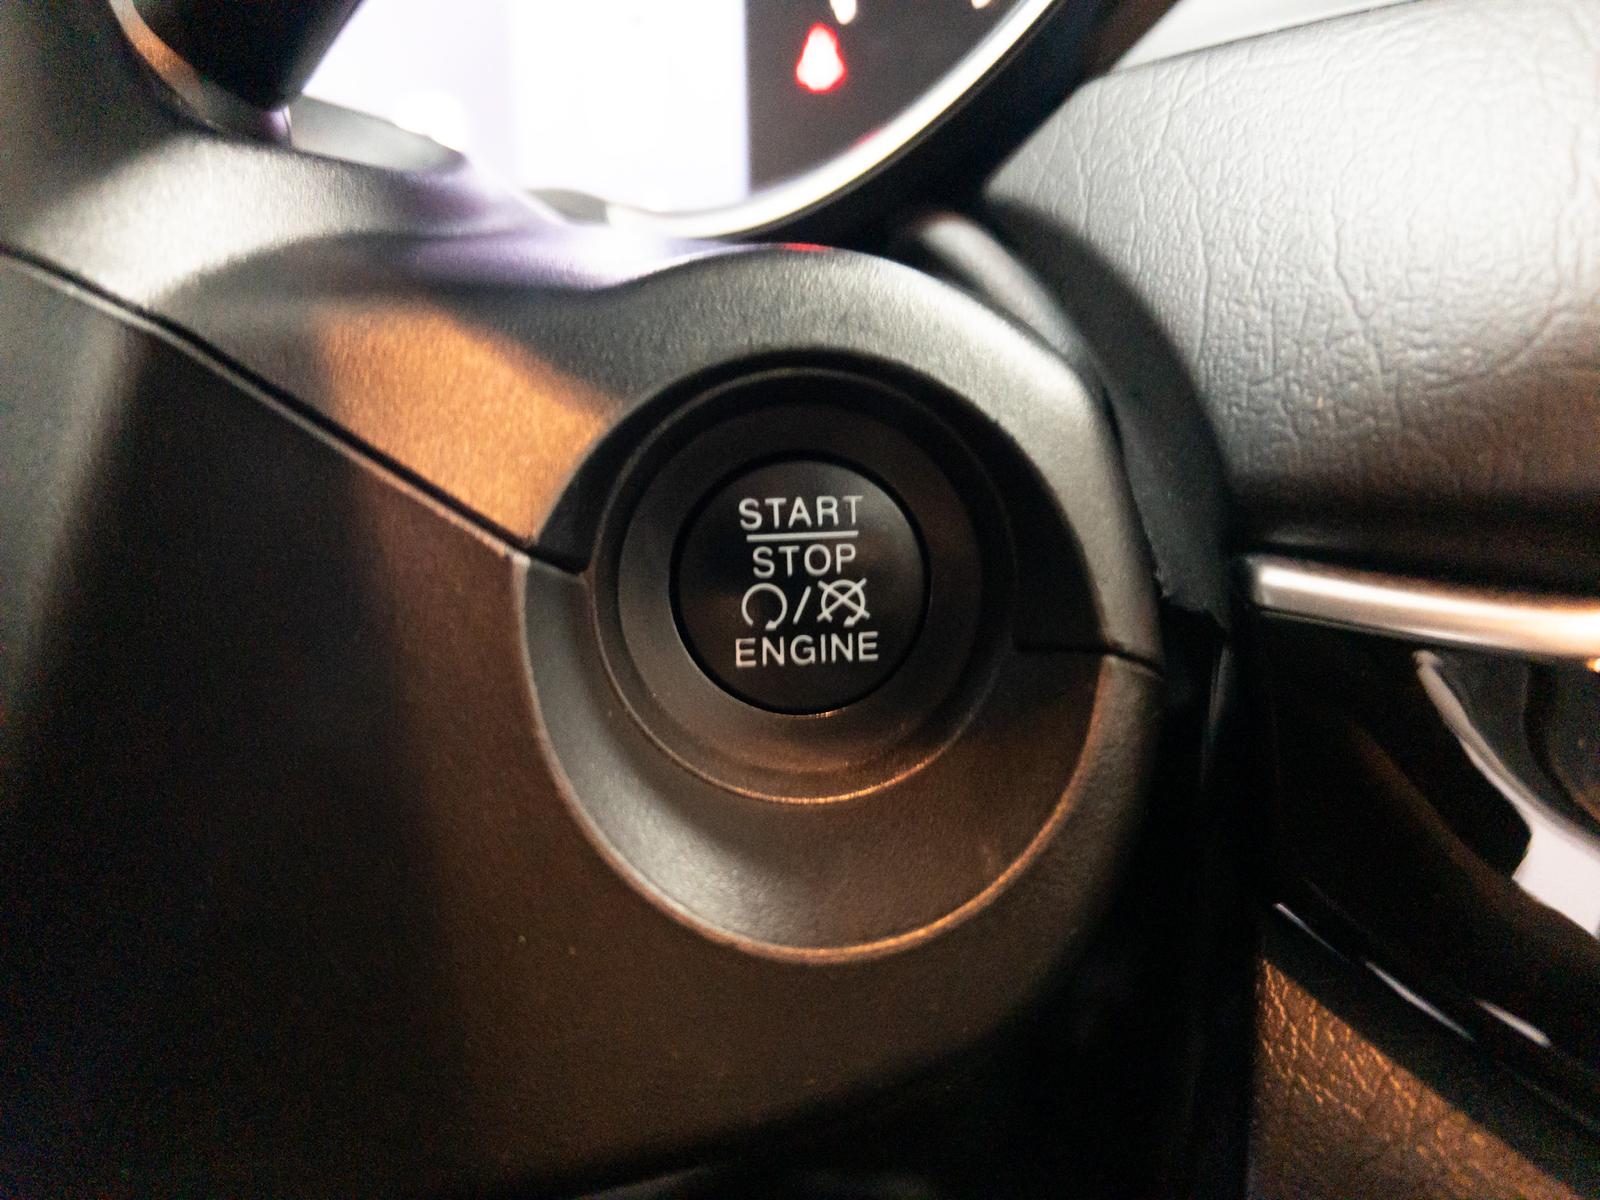 START
STOP
/
ENGINE